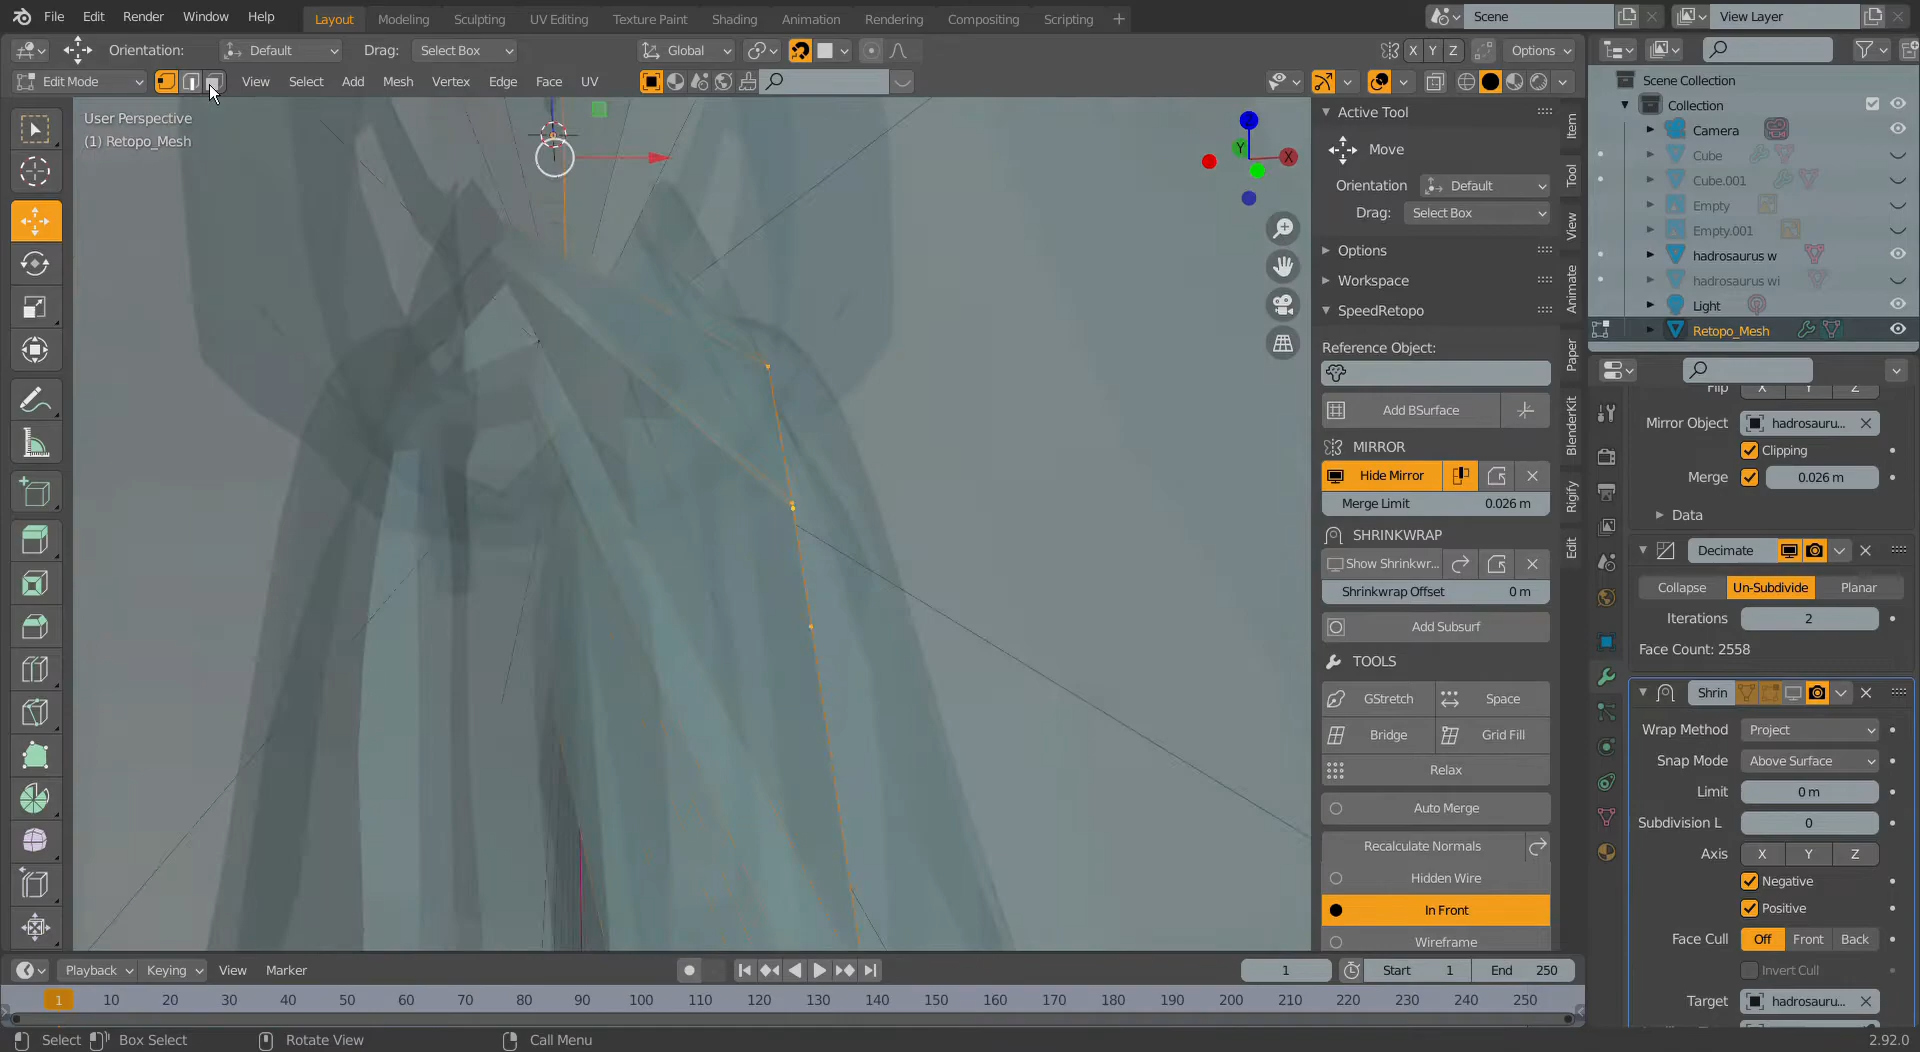 File Edit Render Window Help Layout Modeling Sculpting UV Editing Texture Paint Shading Animation Rendering Compositing Scripting + Scene View Layer
Orientation: Default Drag: Select Box Global X Y Z Options
Edit Mode View Select Add Mesh Vertex Edge Face UV
User Perspective
(1) Retopo_Mesh
Z
Y
X
Active Tool
Move
Orientation Default
Drag: Select Box
Options
Workspace
SpeedRetopo
Reference Object:
Add BSurface
MIRROR
Hide Mirror
Merge Limit 0.026 m
SHRINKWRAP
Show Shrinkwr...
Shrinkwrap Offset 0 m
Add Subsurf
TOOLS
GStretch Space
Bridge Grid Fill
Relax
Auto Merge
Recalculate Normals
Hidden Wire
In Front
Wireframe
Item
Tool
View
Animate
Paper
BlenderKit
Rigify
Edit
Scene Collection
Collection
Camera
Cube
Cube.001
Empty
Empty.001
hadrosaurus w
hadrosaurus wi
Light
Retopo_Mesh
Flip X Y Z
Mirror Object hadrosauru...
Clipping
Merge 0.026 m
Data
Decimate
Collapse Un-Subdivide Planar
Iterations 2
Face Count: 2558
Shrin
Wrap Method Project
Snap Mode Above Surface
Limit 0 m
Subdivision L 0
Axis X Y Z
Negative
Positive
Face Cull Off Front Back
Invert Cull
Target hadrosauru...
Playback Keying View Marker 1 Start 1 End 250
1 10 20 30 40 50 60 70 80 90 100 110 120 130 140 150 160 170 180 190 200 210 220 230 240 250
Select Box Select Rotate View Call Menu 2.92.0